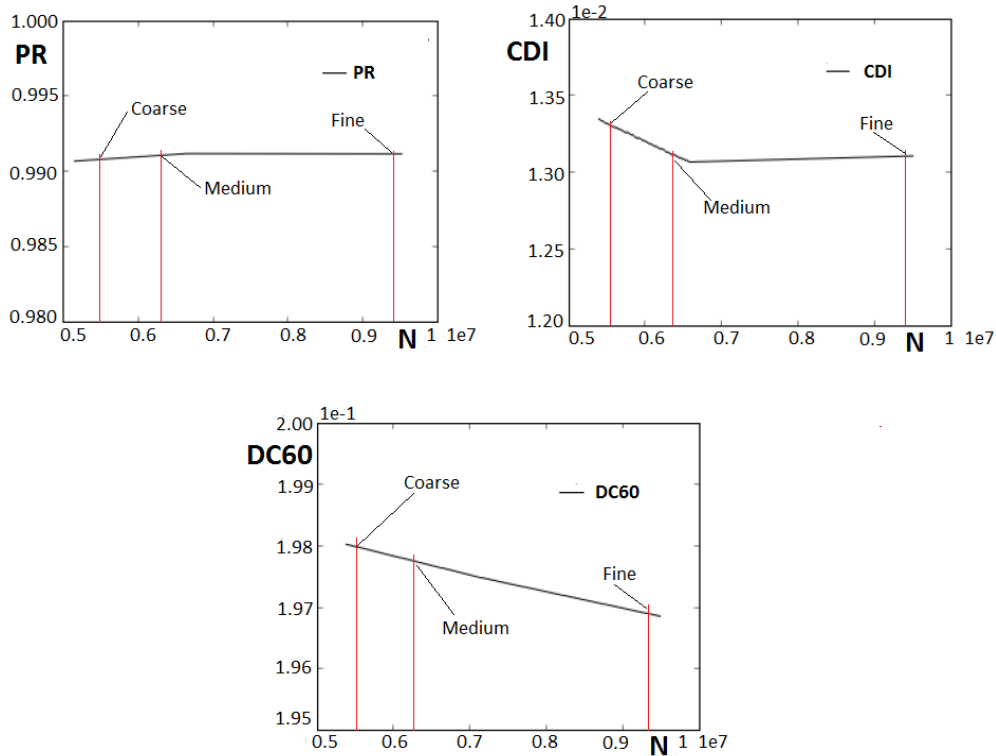 1.000
PR
PR
0.995
Coarse
Fine
0.990
Medium
0.985
0.980
0.5 0.6 0.7 0.8 0.9 N 1 1e7
1.40 1e-2
CDI
CDI
Coarse
1.35
Fine
1.30
Medium
1.25
1.20
0.5 0.6 0.7 0.8 0.9 N 1 1e7
2.00 1e-1
DC60
1.99
Coarse
DC60
1.98
Fine
1.97
Medium
1.96
1.95
0.5 0.6 0.7 0.8 0.9 N 1 1e7